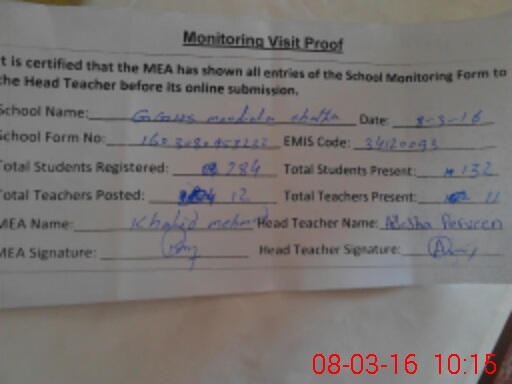 Monitoring Visit Proof
t is certified that the MEA has shown all entries of the School Monitoring Form to
the Head Teacher before its online submission.
School Name: Date: 8-3-16
School Form No: EMIS Code: 34120093
Total Students Registered: 284 Total Students Present: 132
Total Teachers Posted: 12 Total Teachers Present: 11
MEA Name: Khalid Head Teacher Name: Perveen
MEA Signature: Head Teacher Signature:
08-03-16 10:15